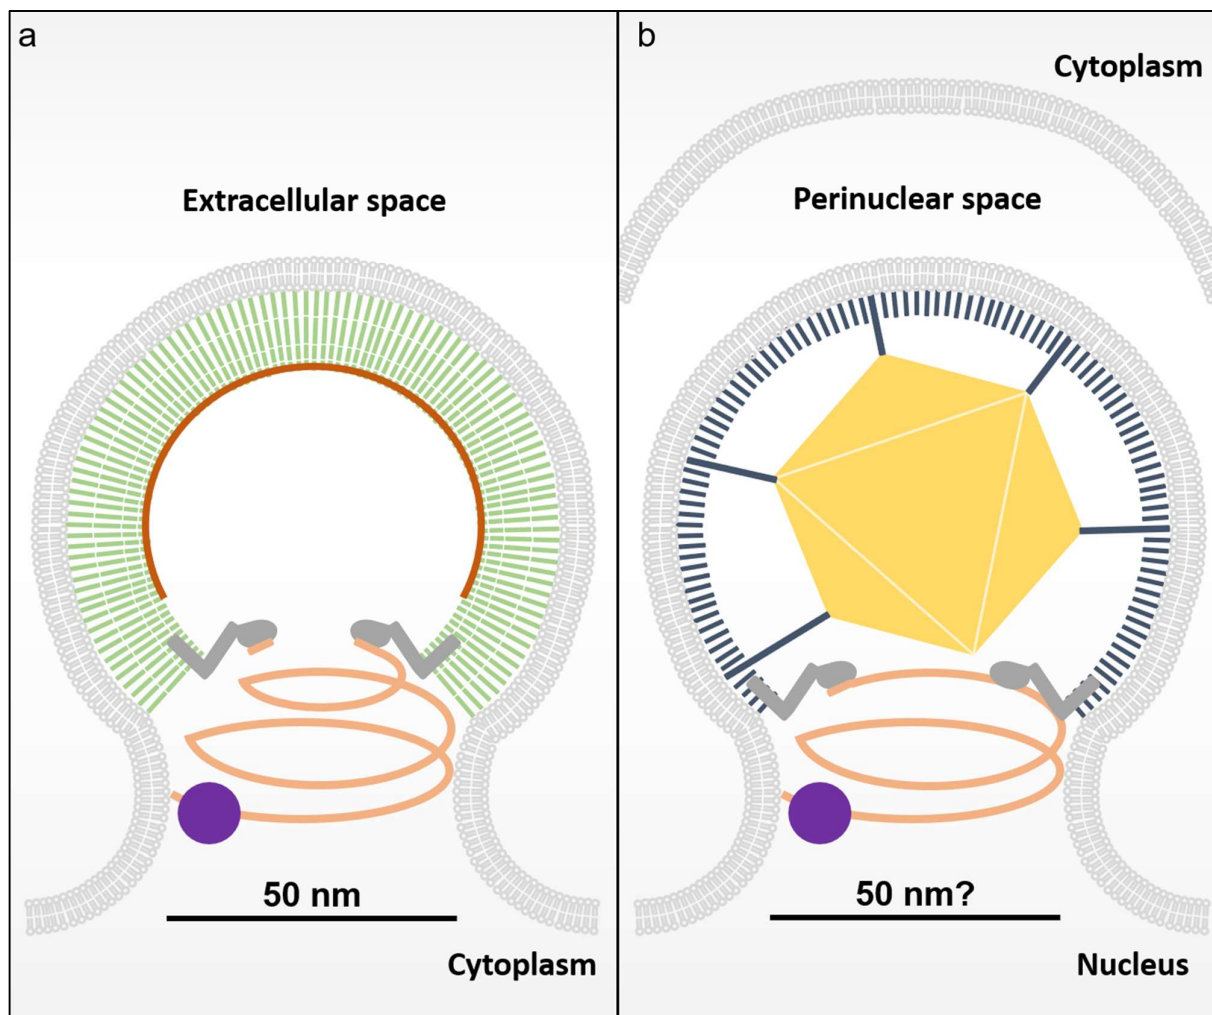 a
Extracellular space
50 nm
Cytoplasm
b
Cytoplasm
Perinuclear space
50 nm?
Nucleus